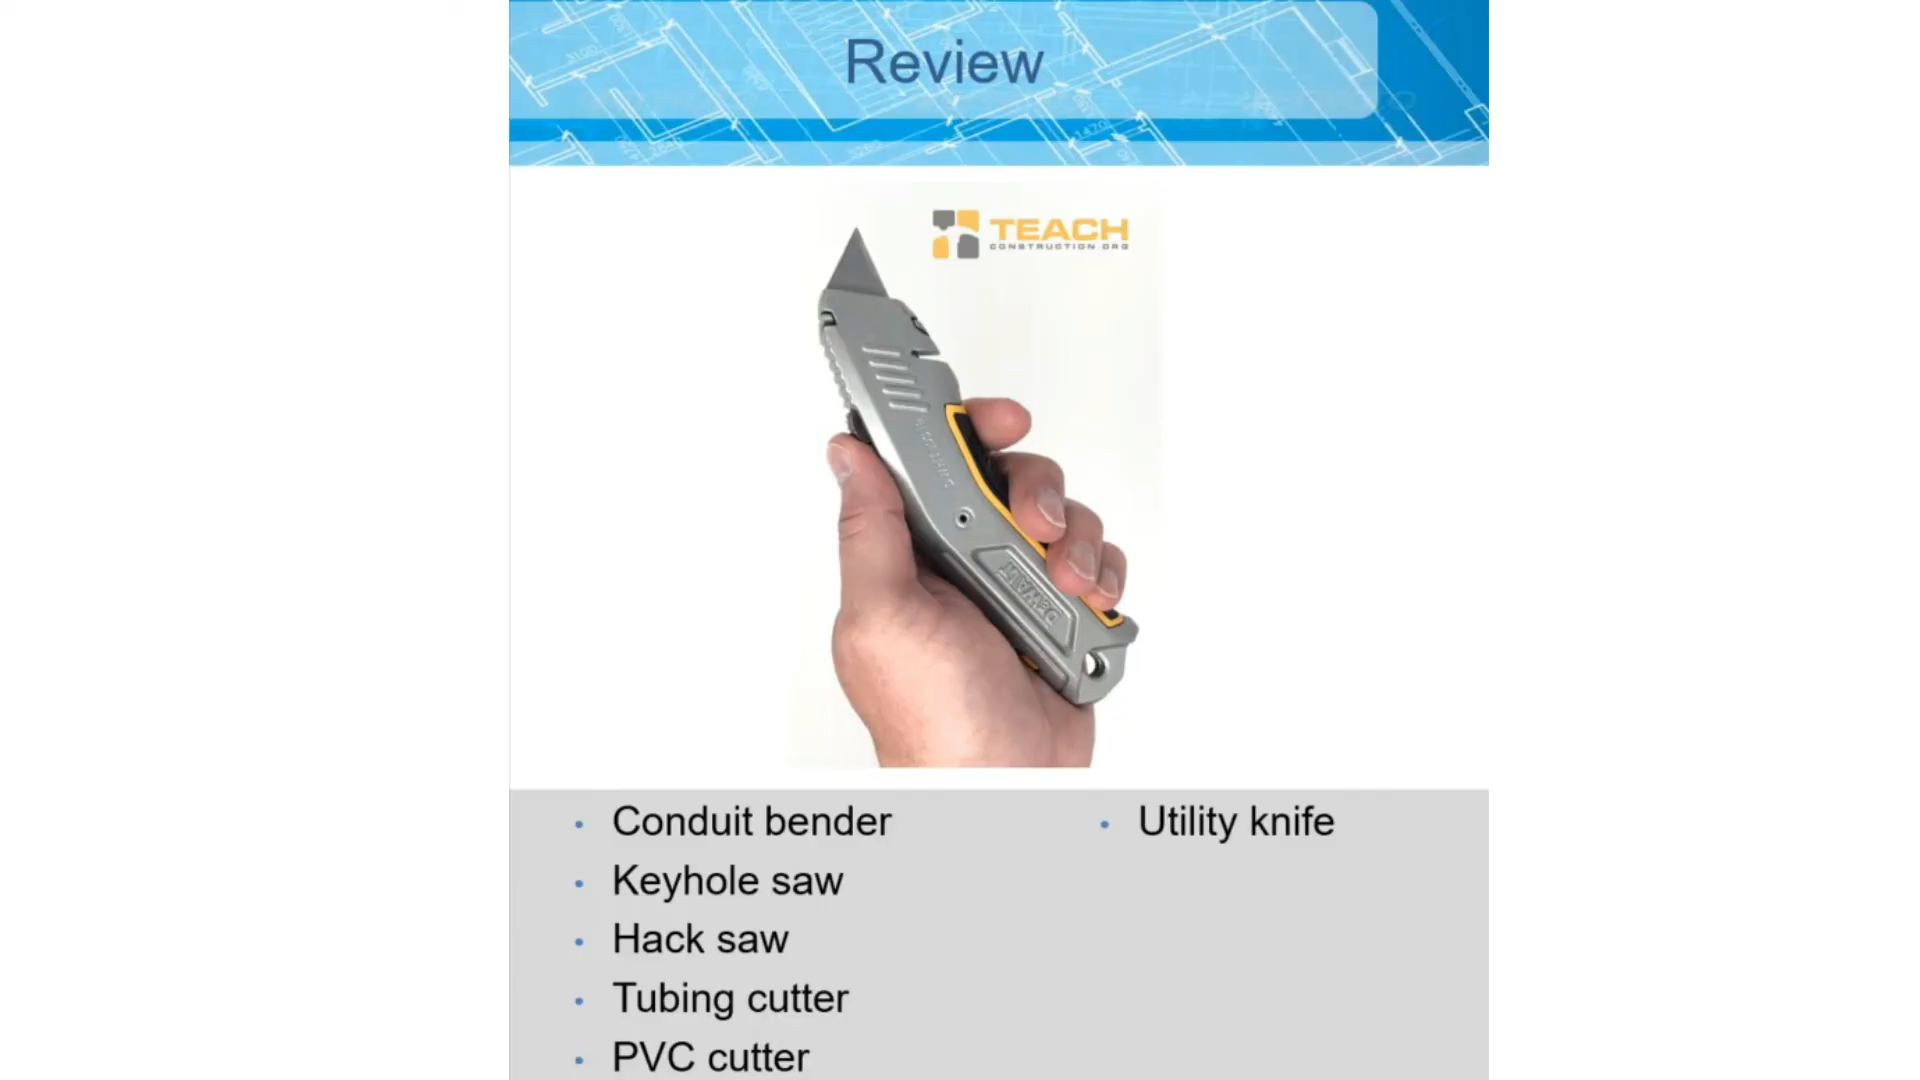 Review
TEACH
CONSTRUCTION.ORG
DEWALT
Conduit bender
Keyhole saw
Hack saw
Tubing cutter
PVC cutter
Utility knife